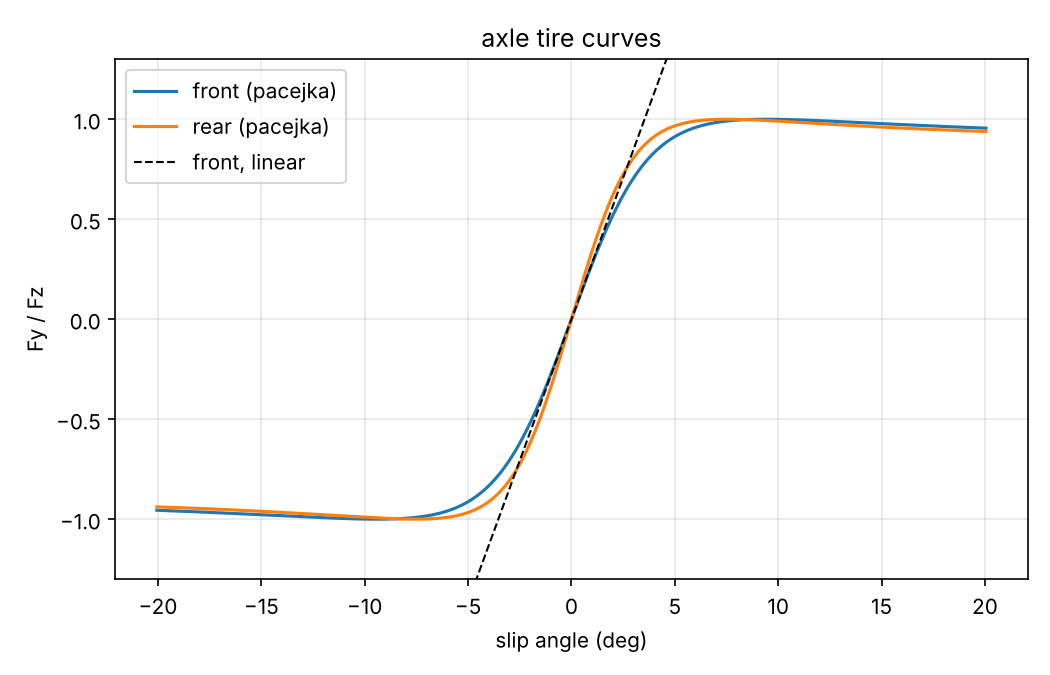 axle tire curves
front (pacejka)
rear (pacejka)
front, linear
1.0
0.5
0.0
−0.5
−1.0
Fy / Fz
−20 −15 −10 −5 0 5 10 15 20
slip angle (deg)